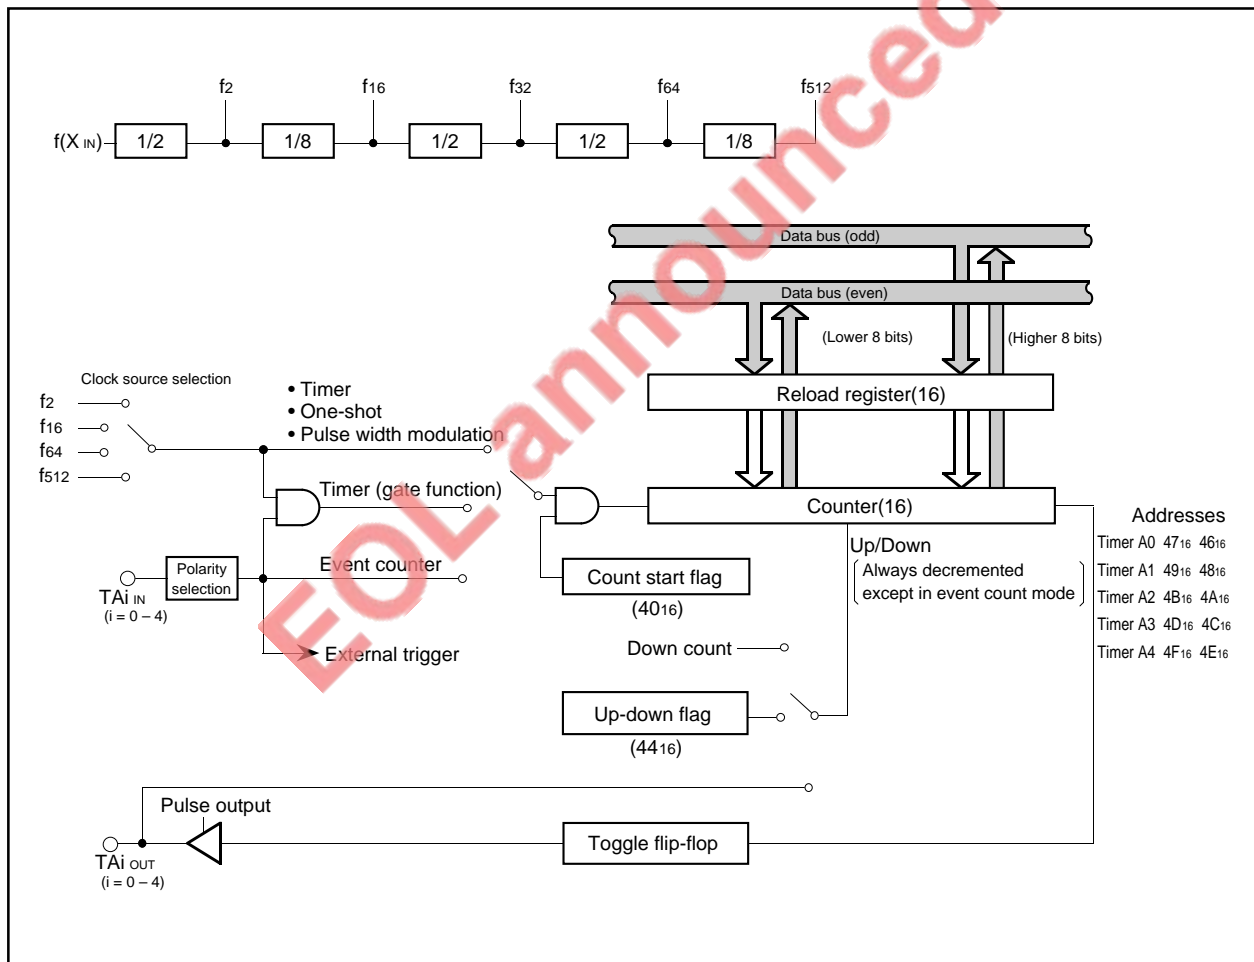 f2 f16 f32 f64 f512
f(X IN) 1/2 1/8 1/2 1/2 1/8
Data bus (odd)
Data bus (even)
(Lower 8 bits) (Higher 8 bits)
Clock source selection
f2
f16
f64
f512
• Timer
• One-shot
• Pulse width modulation
Reload register(16)
Timer (gate function)
Counter(16)
Addresses
Timer A0 4716 4616
Timer A1 4916 4816
Timer A2 4B16 4A16
Timer A3 4D16 4C16
Timer A4 4F16 4E16
Up/Down
Always decremented
except in event count mode
Polarity
selection
Event counter
TAi IN
(i = 0 – 4)
Count start flag
(4016)
External trigger
Down count
Up-down flag
(4416)
Pulse output
Toggle flip-flop
TAi OUT
(i = 0 – 4)
EOL announced